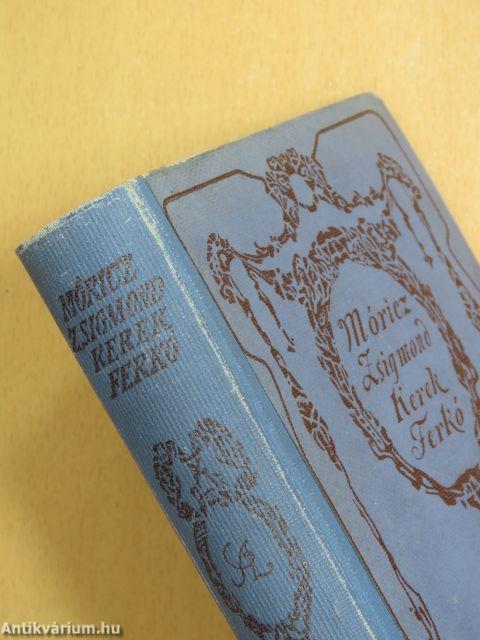 MÓRICZ
ZSIGMOND
KEREK
FERKÓ
Móricz
Zsigmond
Kerek
Ferkó
Antikvárium.hu